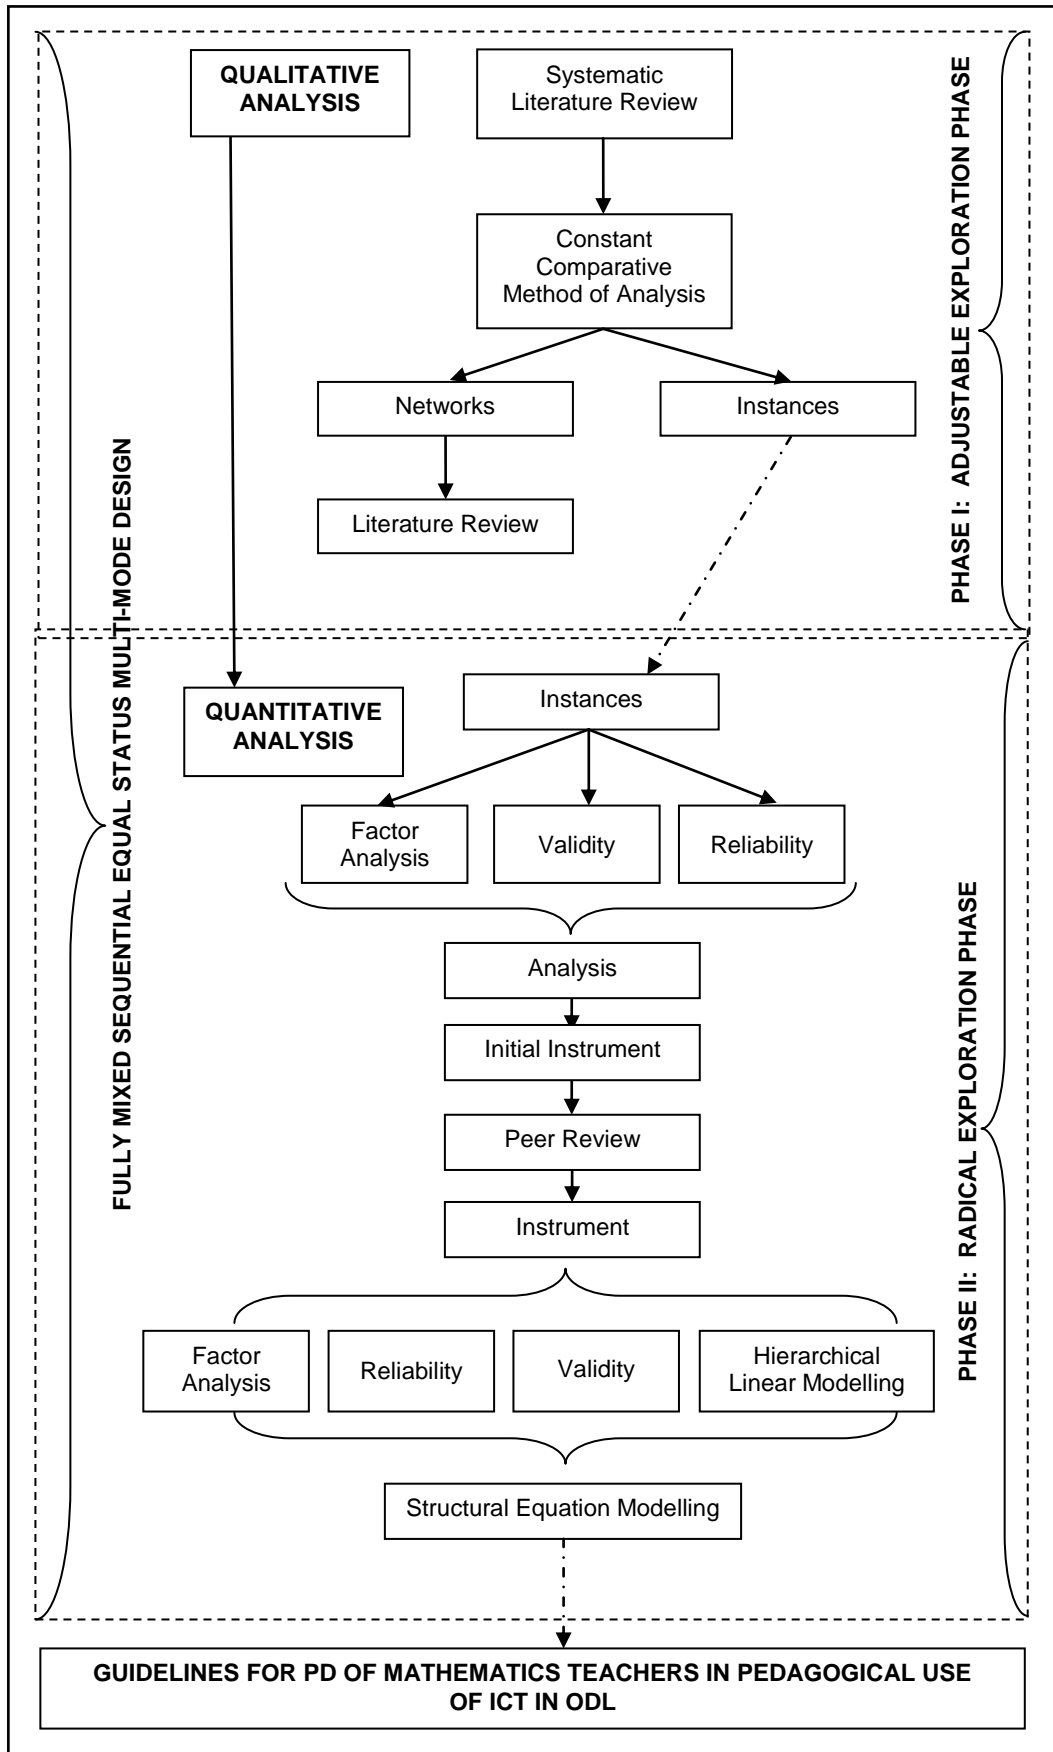 QUALITATIVE
ANALYSIS
Systematic
Literature Review
Constant
Comparative
Method of Analysis
Networks
Instances
Literature Review
PHASE I:  ADJUSTABLE EXPLORATION PHASE
FULLY MIXED SEQUENTIAL EQUAL STATUS MULTI-MODE DESIGN
QUANTITATIVE
ANALYSIS
Instances
Factor
Analysis
Validity
Reliability
Analysis
Initial Instrument
Peer Review
Instrument
Factor
Analysis
Reliability
Validity
Hierarchical
Linear Modelling
Structural Equation Modelling
PHASE II:  RADICAL EXPLORATION PHASE
GUIDELINES FOR PD OF MATHEMATICS TEACHERS IN PEDAGOGICAL USE
OF ICT IN ODL